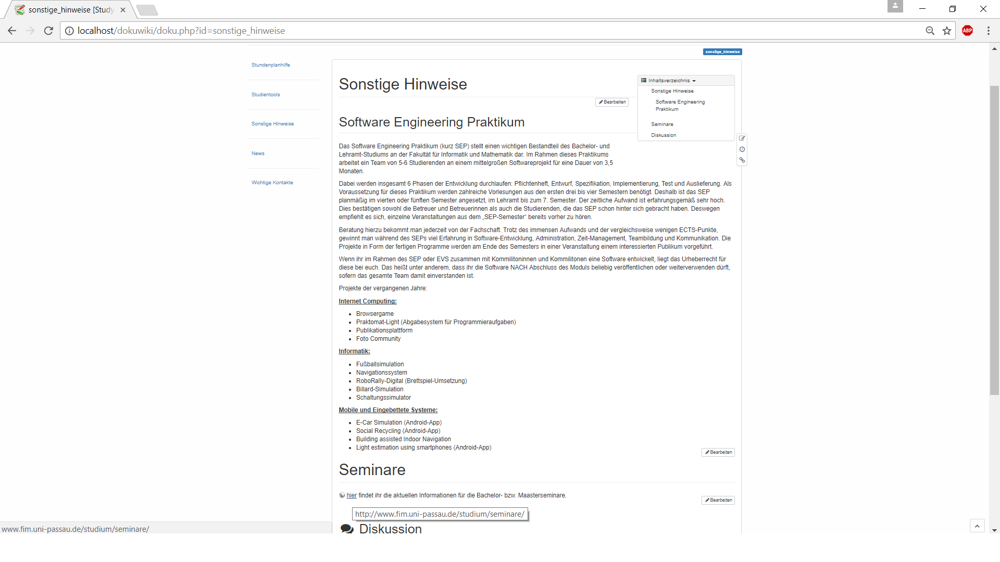 sonstige_hinweise [Study
localhost/dokuwiki/doku.php?id=sonstige_hinweise
ABP
sonstige_hinweise
Stundenplanhilfe
Studientools
Sonstige Hinweise
News
Wichtige Kontakte
Sonstige Hinweise
Bearbeiten
Inhaltsverzeichnis
Sonstige Hinweise
Software Engineering
Praktikum
Seminare
Diskussion
Software Engineering Praktikum
Das Software Engineering Praktikum (kurz SEP) stellt einen wichtigen Bestandteil des Bachelor- und
Lehramt-Studiums an der Fakultät für Informatik und Mathematik dar. Im Rahmen dieses Praktikums
arbeitet ein Team von 5-6 Studierenden an einem mittelgroßen Softwareprojekt für eine Dauer von 3,5
Monaten.
Dabei werden insgesamt 6 Phasen der Entwicklung durchlaufen: Pflichtenheft, Entwurf, Spezifikation, Implementierung, Test und Auslieferung. Als
Voraussetzung für dieses Praktikum werden zahlreiche Vorlesungen aus den ersten drei bis vier Semestern benötigt. Deshalb ist das SEP
planmäßig im vierten oder fünften Semester angesetzt, im Lehramt bis zum 7. Semester. Der zeitliche Aufwand ist erfahrungsgemäß sehr hoch.
Dies bestätigen sowohl die Betreuer und Betreuerinnen als auch die Studierenden, die das SEP schon hinter sich gebracht haben. Deswegen
empfiehlt es sich, einzelne Veranstaltungen aus dem „SEP-Semester“ bereits vorher zu hören.
Beratung hierzu bekommt man jederzeit von der Fachschaft. Trotz des immensen Aufwands und der vergleichsweise wenigen ECTS-Punkte,
gewinnt man während des SEPs viel Erfahrung in Software-Entwicklung, Administration, Zeit-Management, Teambildung und Kommunikation. Die
Projekte in Form der fertigen Programme werden am Ende des Semesters in einer Veranstaltung einem interessierten Publikum vorgeführt.
Wenn ihr im Rahmen des SEP oder EVS zusammen mit Kommilitoninnen und Kommilitonen eine Software entwickelt, liegt das Urheberrecht für
diese bei euch. Das heißt unter anderem, dass ihr die Software NACH Abschluss des Moduls beliebig veröffentlichen oder weiterverwenden dürft,
sofern das gesamte Team damit einverstanden ist.
Projekte der vergangenen Jahre:
Internet Computing:
• Browsergame
• Praktomat-Light (Abgabesystem für Programmieraufgaben)
• Publikationsplattform
• Foto Community
Informatik:
• Fußballsimulation
• Navigationssystem
• RoboRally-Digital (Brettspiel-Umsetzung)
• Billard-Simulation
• Schaltungssimulator
Mobile und Eingebettete Systeme:
• E-Car Simulation (Android-App)
• Social Recycling (Android-App)
• Building assisted Indoor Navigation
• Light estimation using smartphones (Android-App)
Bearbeiten
Seminare
hier findet ihr die aktuellen Informationen für die Bachelor- bzw. Maasterseminare.
Bearbeiten
http://www.fim.uni-passau.de/studium/seminare/
Diskussion
www.fim.uni-passau.de/studium/seminare/